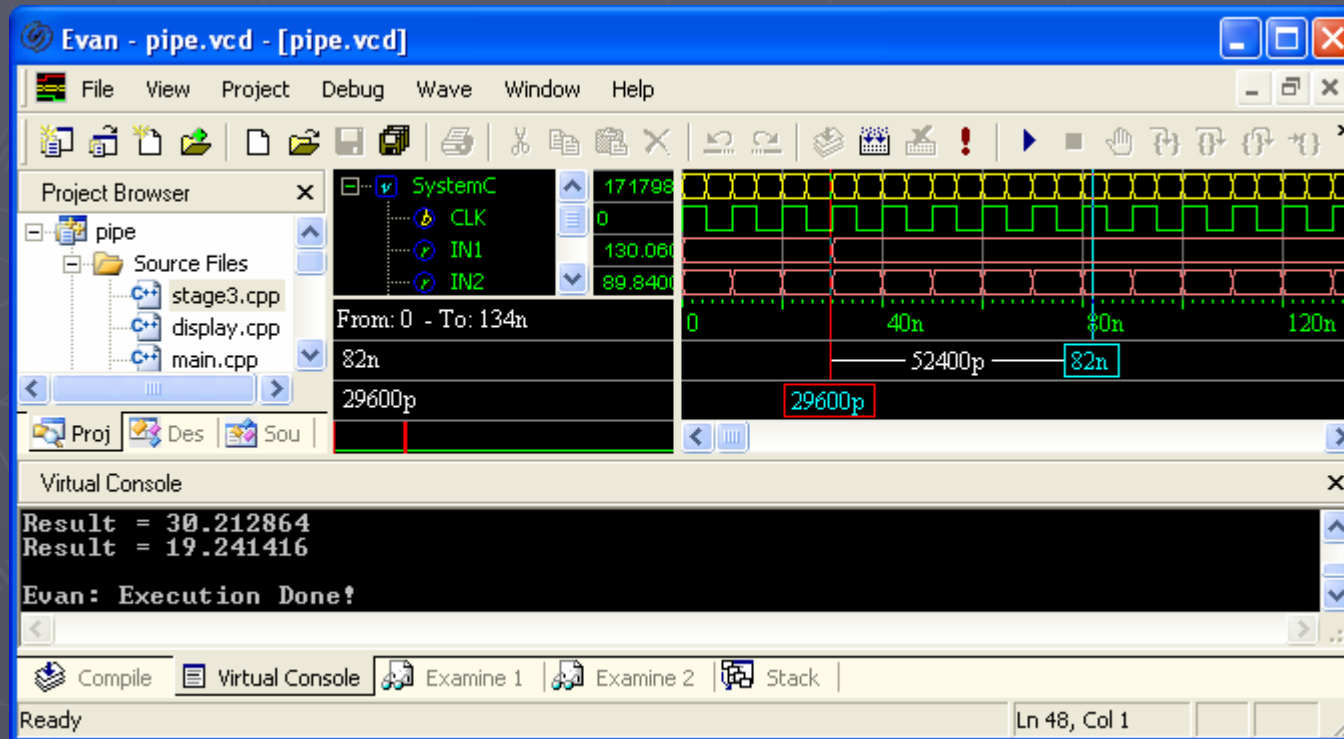 Evan - pipe.vcd - [pipe.vcd]
File View Project Debug Wave Window Help
Project Browser
pipe
Source Files
stage3.cpp
display.cpp
main.cpp
Proj Des Sou
SystemC 171798
CLK 0
IN1 130.060
IN2 89.8400
From: 0 - To: 134n
0 40n 80n 120n
82n
52400p 82n
29600p
29600p
Virtual Console
Result = 30.212864
Result = 19.241416
Evan: Execution Done!
Compile Virtual Console Examine 1 Examine 2 Stack
Ready Ln 48, Col 1